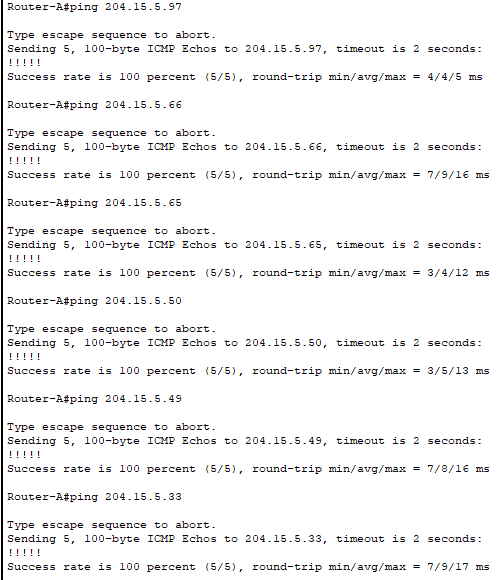 Router-A#ping 204.15.5.97
Type escape sequence to abort.
Sending 5, 100-byte ICMP Echos to 204.15.5.97, timeout is 2 seconds:
!!!!!
Success rate is 100 percent (5/5), round-trip min/avg/max = 4/4/5 ms
Router-A#ping 204.15.5.66
Type escape sequence to abort.
Sending 5, 100-byte ICMP Echos to 204.15.5.66, timeout is 2 seconds:
!!!!!
Success rate is 100 percent (5/5), round-trip min/avg/max = 7/9/16 ms
Router-A#ping 204.15.5.65
Type escape sequence to abort.
Sending 5, 100-byte ICMP Echos to 204.15.5.65, timeout is 2 seconds:
!!!!!
Success rate is 100 percent (5/5), round-trip min/avg/max = 3/4/12 ms
Router-A#ping 204.15.5.50
Type escape sequence to abort.
Sending 5, 100-byte ICMP Echos to 204.15.5.50, timeout is 2 seconds:
!!!!!
Success rate is 100 percent (5/5), round-trip min/avg/max = 3/5/13 ms
Router-A#ping 204.15.5.49
Type escape sequence to abort.
Sending 5, 100-byte ICMP Echos to 204.15.5.49, timeout is 2 seconds:
!!!!!
Success rate is 100 percent (5/5), round-trip min/avg/max = 7/8/16 ms
Router-A#ping 204.15.5.33
Type escape sequence to abort.
Sending 5, 100-byte ICMP Echos to 204.15.5.33, timeout is 2 seconds:
!!!!!
Success rate is 100 percent (5/5), round-trip min/avg/max = 7/9/17 ms